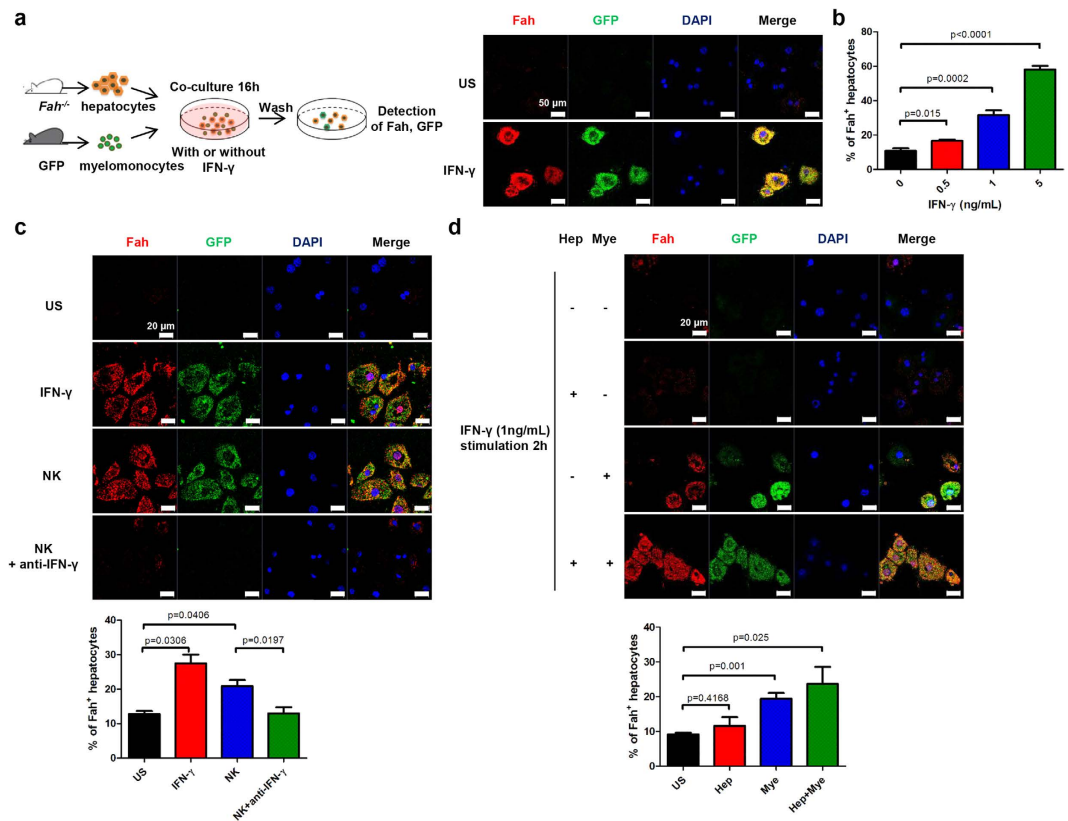 a
Fah-/- hepatocytes
GFP myelomonocytes
Co-culture 16h
With or without
IFN-γ
Wash
Detection
of Fah, GFP
Fah GFP DAPI Merge
US
50 μm
IFN-γ
b
% of Fah+ hepatocytes
80
60
40
20
0
p<0.0001
p=0.0002
p=0.015
0 0.5 1 5
IFN-γ (ng/mL)
c
Fah GFP DAPI Merge
US
20 μm
IFN-γ
NK
NK
+ anti-IFN-γ
% of Fah+ hepatocytes
40
30
20
10
0
p=0.0406
p=0.0306
p=0.0197
US IFN-γ NK NK+anti-IFN-γ
d
Hep Mye Fah GFP DAPI Merge
- -
20 μm
+ -
IFN-γ (1ng/mL)
stimulation 2h
- +
+ +
% of Fah+ hepatocytes
40
30
20
10
0
p=0.025
p=0.001
p=0.4168
US Hep Mye Hep+Mye